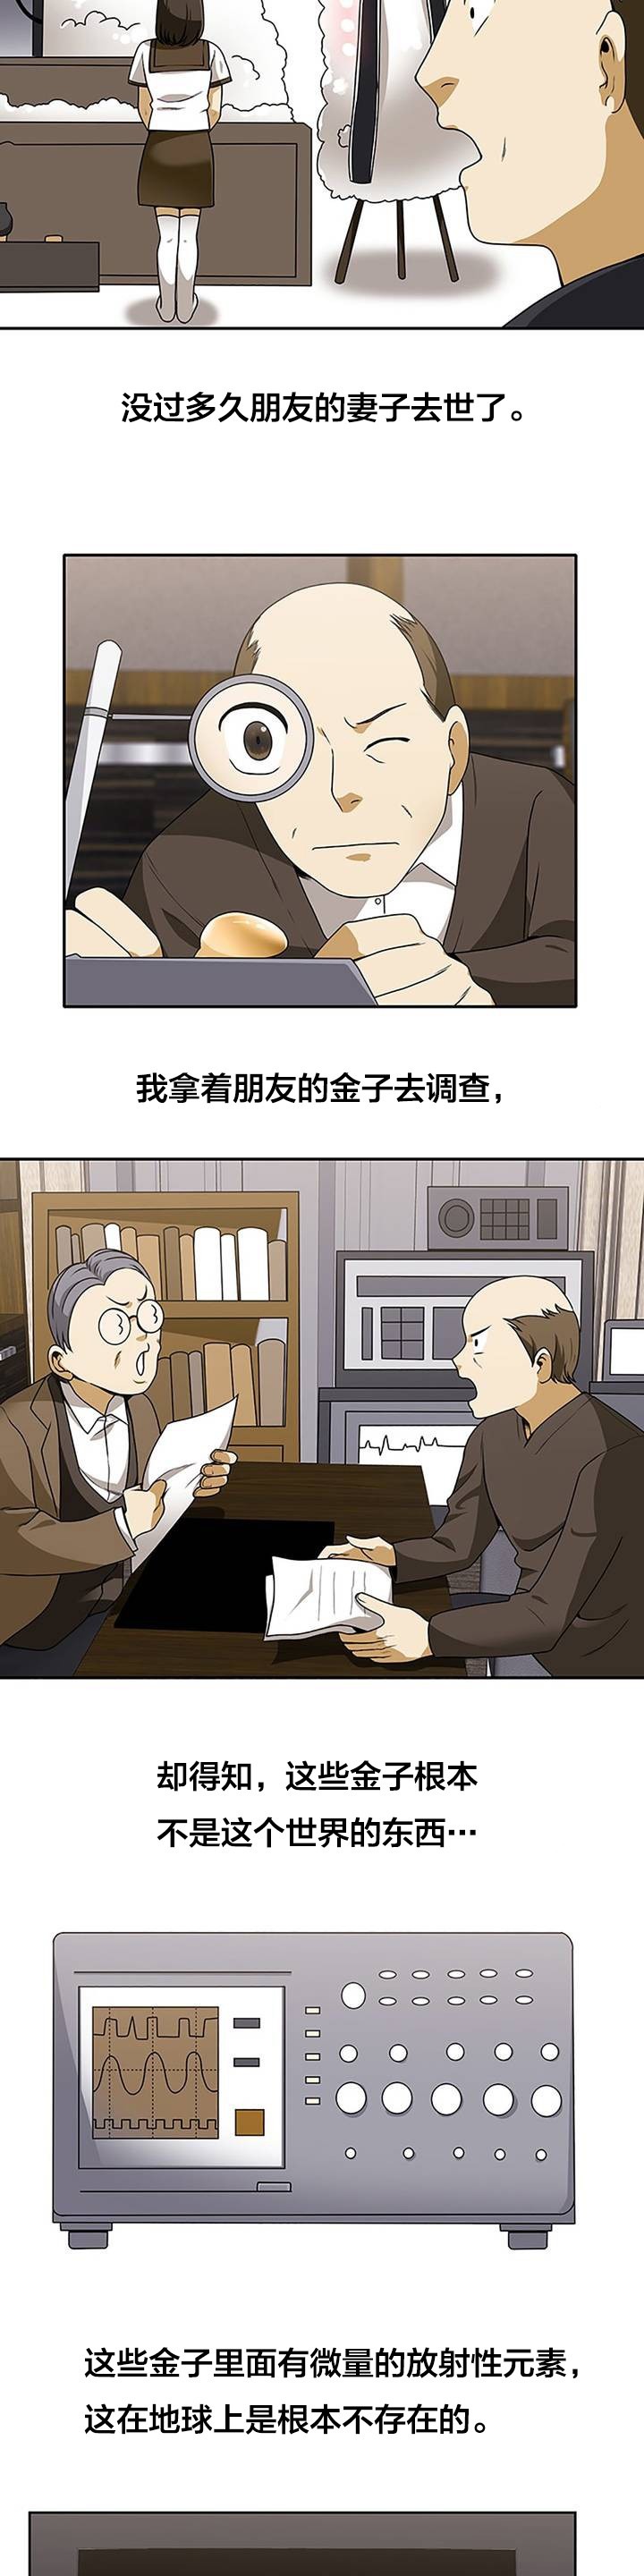 没过多久朋友的妻子去世了。
我拿着朋友的金子去调查，
却得知，这些金子根本
不是这个世界的东西…
这些金子里面有微量的放射性元素，
这在地球上是根本不存在的。